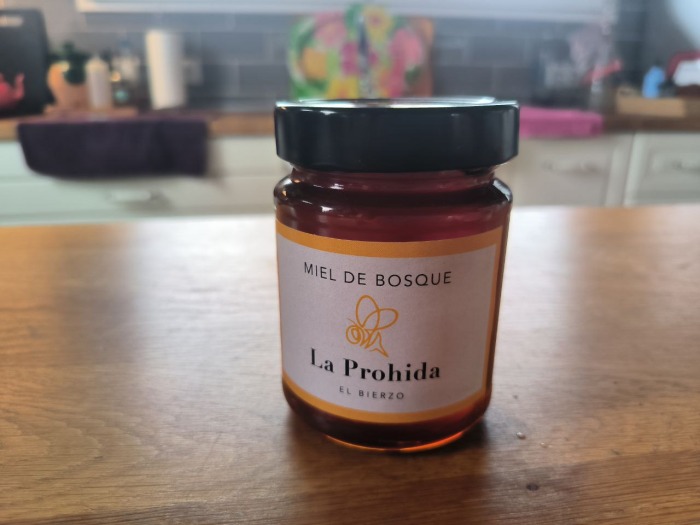 MIEL DE BOSQUE
La Prohida
EL BIERZO